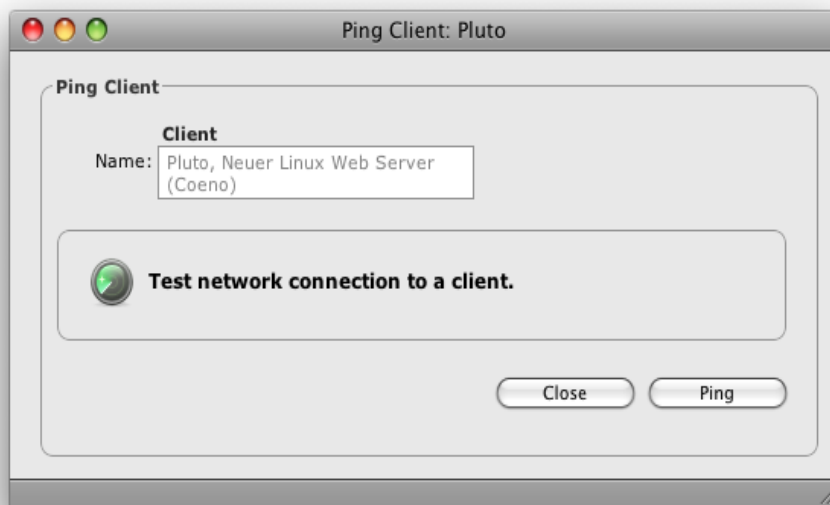 Ping Client: Pluto
Ping Client
Client
Name: Pluto, Neuer Linux Web Server
(Coeno)
Test network connection to a client.
Close Ping